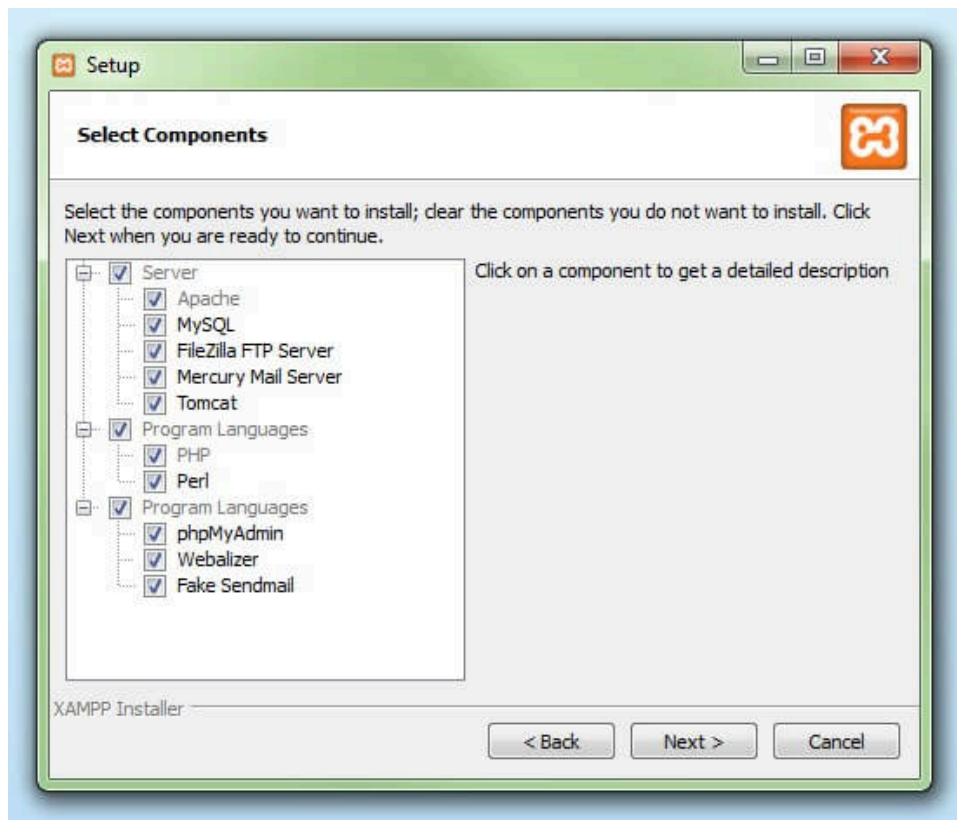 Setup
Select Components
Select the components you want to install; clear the components you do not want to install. Click
Next when you are ready to continue.
Server
Apache
MySQL
FileZilla FTP Server
Mercury Mail Server
Tomcat
Program Languages
PHP
Perl
Program Languages
phpMyAdmin
Webalizer
Fake Sendmail
Click on a component to get a detailed description
XAMPP Installer
< Back Next > Cancel